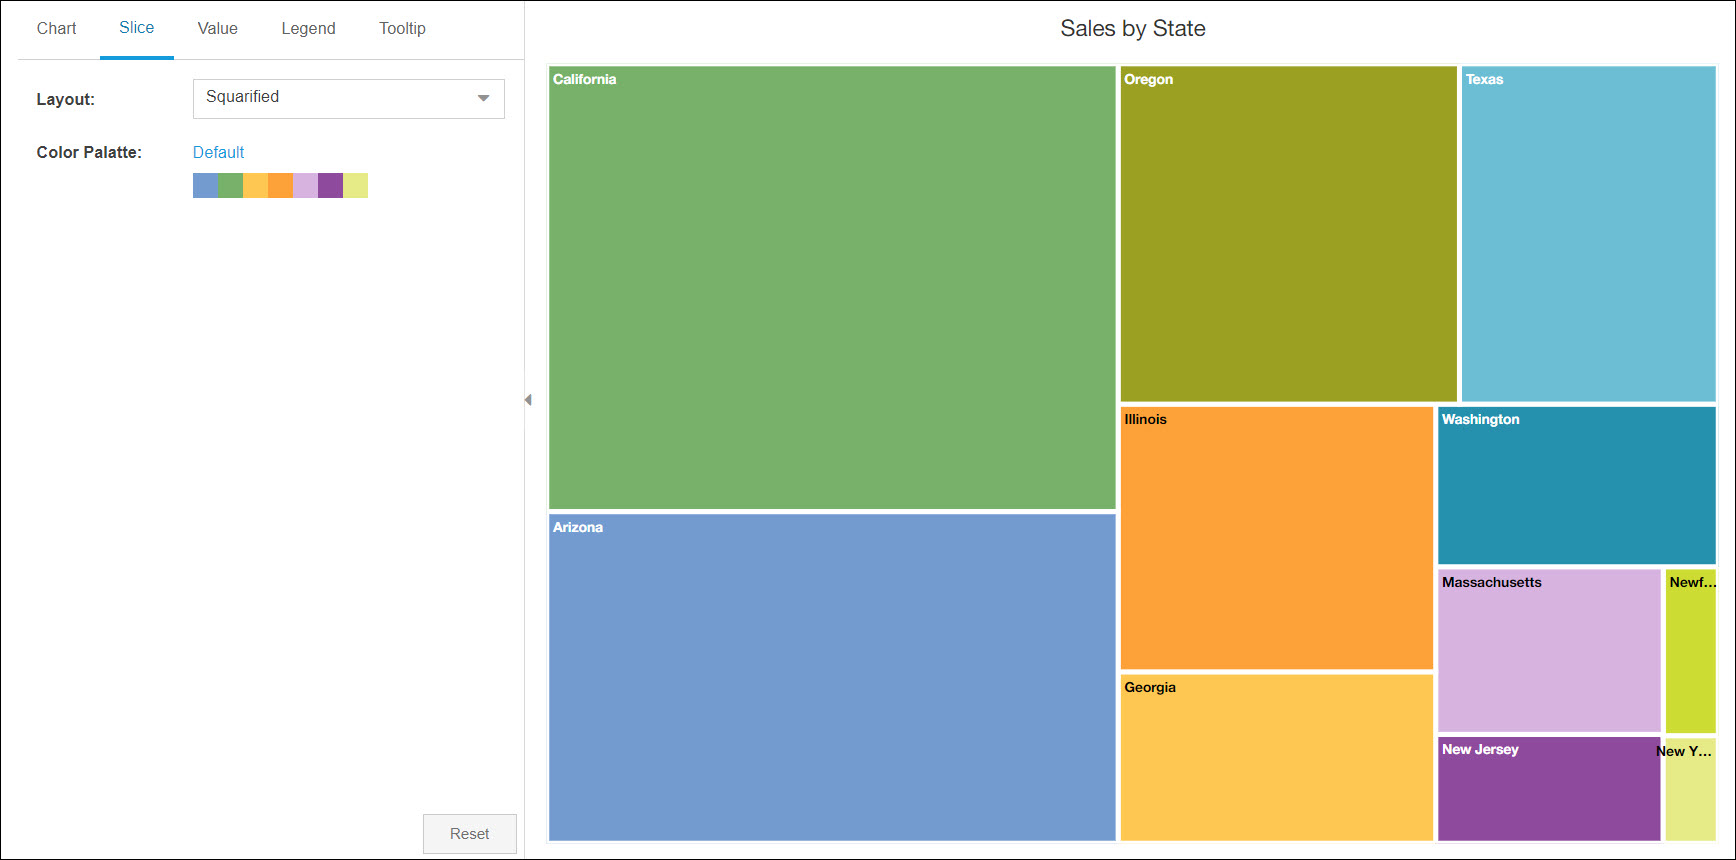 Chart Slice Value Legend Tooltip
Layout: Squarified
Color Palatte: Default
Reset
Sales by State
California
Oregon
Texas
Illinois
Washington
Arizona
Massachusetts
Newf...
Georgia
New Jersey
New Y...